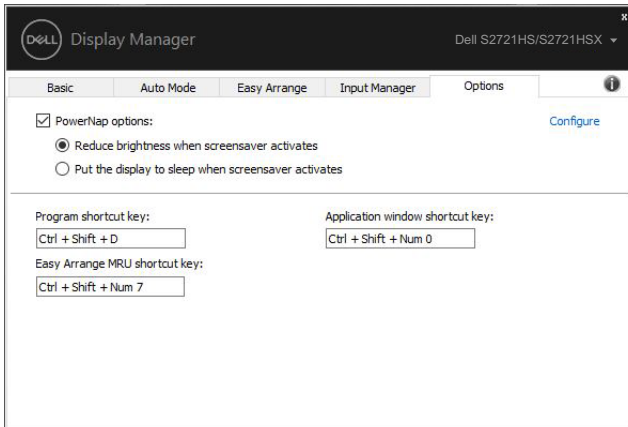 x
DELL Display Manager
Dell S2721HS/S2721HSX
Basic
Auto Mode
Easy Arrange
Input Manager
Options
i
PowerNap options:
Configure
Reduce brightness when screensaver activates
Put the display to sleep when screensaver activates
Program shortcut key:
Application window shortcut key:
Ctrl + Shift + D
Ctrl + Shift + Num 0
Easy Arrange MRU shortcut key:
Ctrl + Shift + Num 7